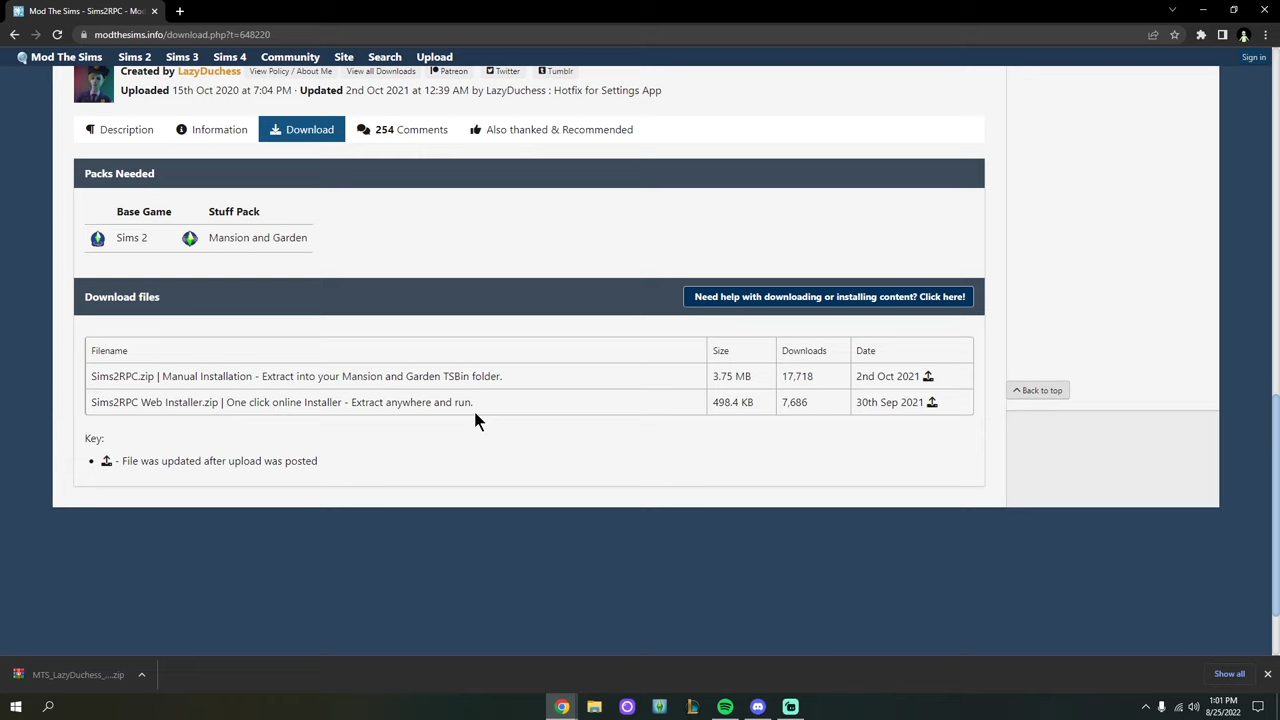 Mod The Sims - Sims2RPC - Mod
modthesims.info/download.php?t=648220
Mod The Sims Sims 2 Sims 3 Sims 4 Community Site Search Upload Sign in
Created by LazyDuchess View Policy / About Me View all Downloads Patreon Twitter Tumblr
Uploaded 15th Oct 2020 at 7:04 PM · Updated 2nd Oct 2021 at 12:39 AM by LazyDuchess : Hotfix for Settings App
Description Information Download 254 Comments Also thanked & Recommended
Packs Needed
Base Game Stuff Pack
Sims 2 Mansion and Garden
Download files Need help with downloading or installing content? Click here!
Filename Size Downloads Date
Sims2RPC.zip | Manual Installation - Extract into your Mansion and Garden TSBin folder. 3.75 MB 17,718 2nd Oct 2021
Sims2RPC Web Installer.zip | One click online Installer - Extract anywhere and run. 498.4 KB 7,686 30th Sep 2021
Back to top
Key:
- File was updated after upload was posted
MTS_LazyDuchess_....zip Show all
1:01 PM
8/25/2022